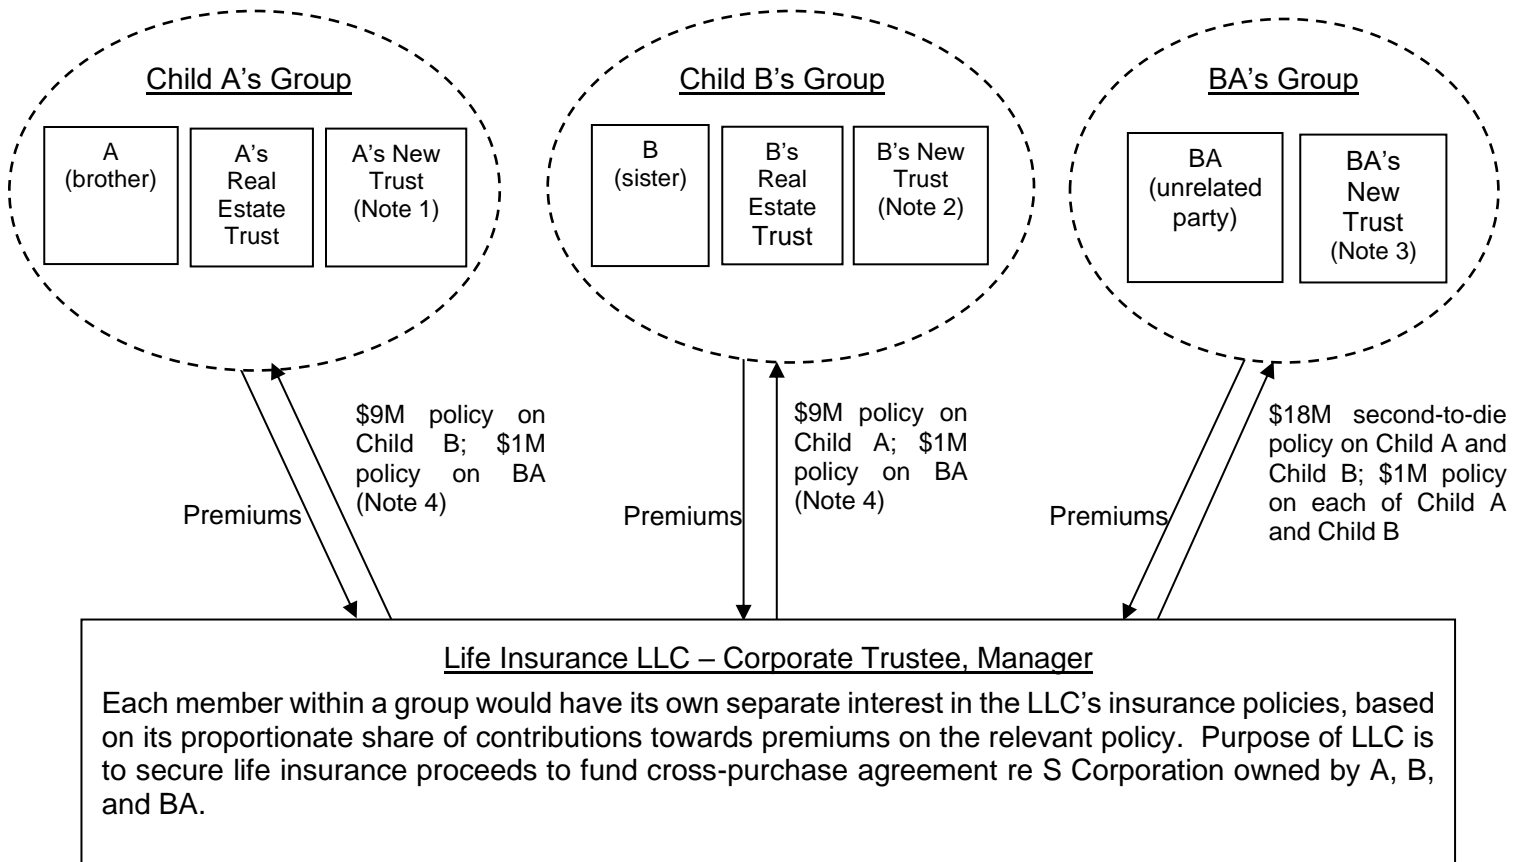 Child A's Group
A
(brother)
A's
Real
Estate
Trust
A's New
Trust
(Note 1)
Child B's Group
B
(sister)
B's
Real
Estate
Trust
B's New
Trust
(Note 2)
BA's Group
BA
(unrelated
party)
BA's
New
Trust
(Note 3)
Premiums
$9M policy on
Child B; $1M
policy on BA
(Note 4)
Premiums
$9M policy on
Child A; $1M
policy on BA
(Note 4)
Premiums
$18M second-to-die
policy on Child A and
Child B; $1M policy
on each of Child A
and Child B
Life Insurance LLC – Corporate Trustee, Manager
Each member within a group would have its own separate interest in the LLC's insurance policies, based
on its proportionate share of contributions towards premiums on the relevant policy. Purpose of LLC is
to secure life insurance proceeds to fund cross-purchase agreement re S Corporation owned by A, B,
and BA.